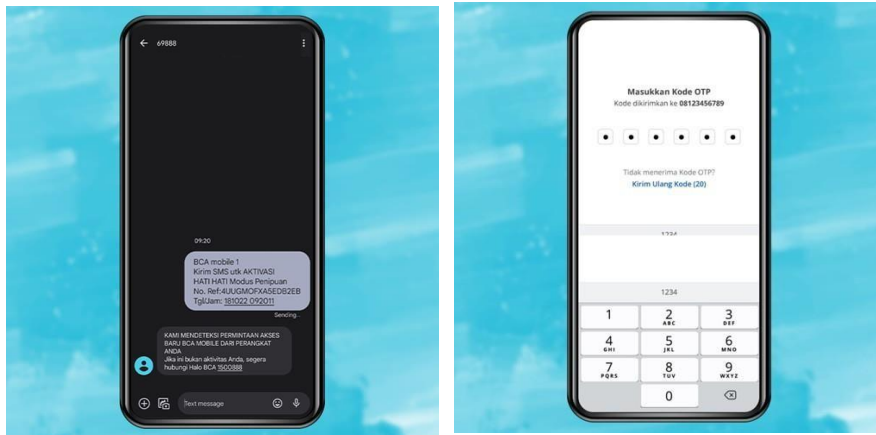 69888
09:20
BCA mobile 1
Kirim SMS utk AKTIVASI
HATI HATI Modus Penipuan
No. Ref:4UUGMOFXA5EDB2EB
Tgl/Jam: 181022 092011
Sending...
KAMI MENDETEKSI PERMINTAAN AKSES
BARU BCA MOBILE DARI PERANGKAT
ANDA
Jika ini bukan aktivitas Anda, segera
hubungi Halo BCA 1500888
Text message
Masukkan Kode OTP
Kode dikirimkan ke 08123456789
Tidak menerima Kode OTP?
Kirim Ulang Kode (20)
1234
1234
1
2
ABC
3
DEF
4
GHI
5
JKL
6
MNO
7
PQRS
8
TUV
9
WXYZ
0